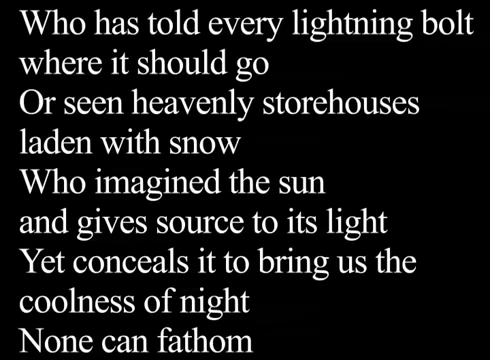 Who has told every lightning bolt
where it should go
Or seen heavenly storehouses
laden with snow
Who imagined the sun
and gives source to its light
Yet conceals it to bring us the
coolness of night
None can fathom